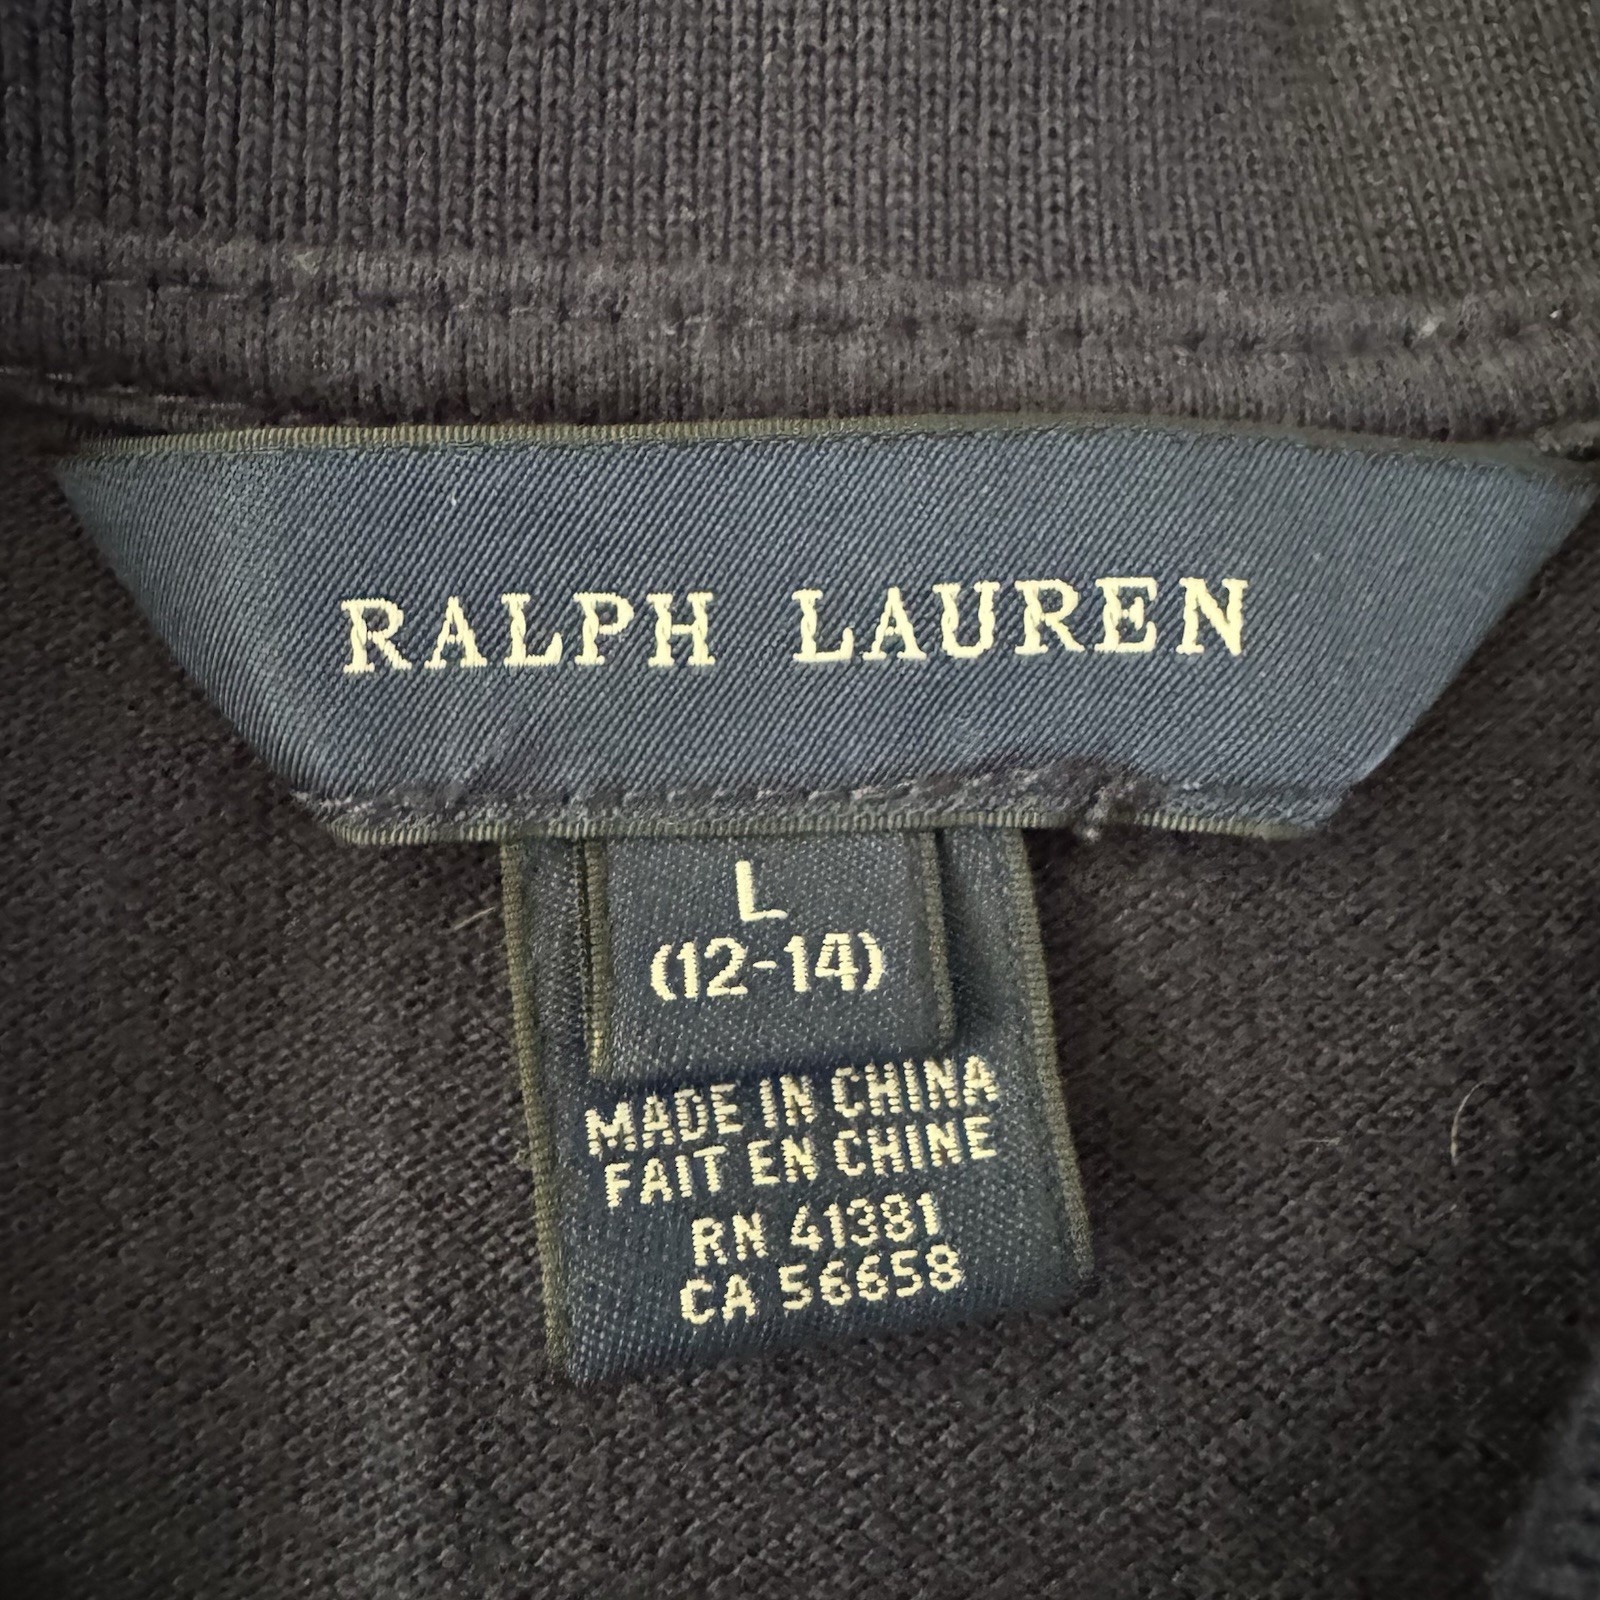 RALPH LAUREN
L
(12-14)
MADE IN CHINA
FAIT EN CHINE
RN 41381
CA 56658